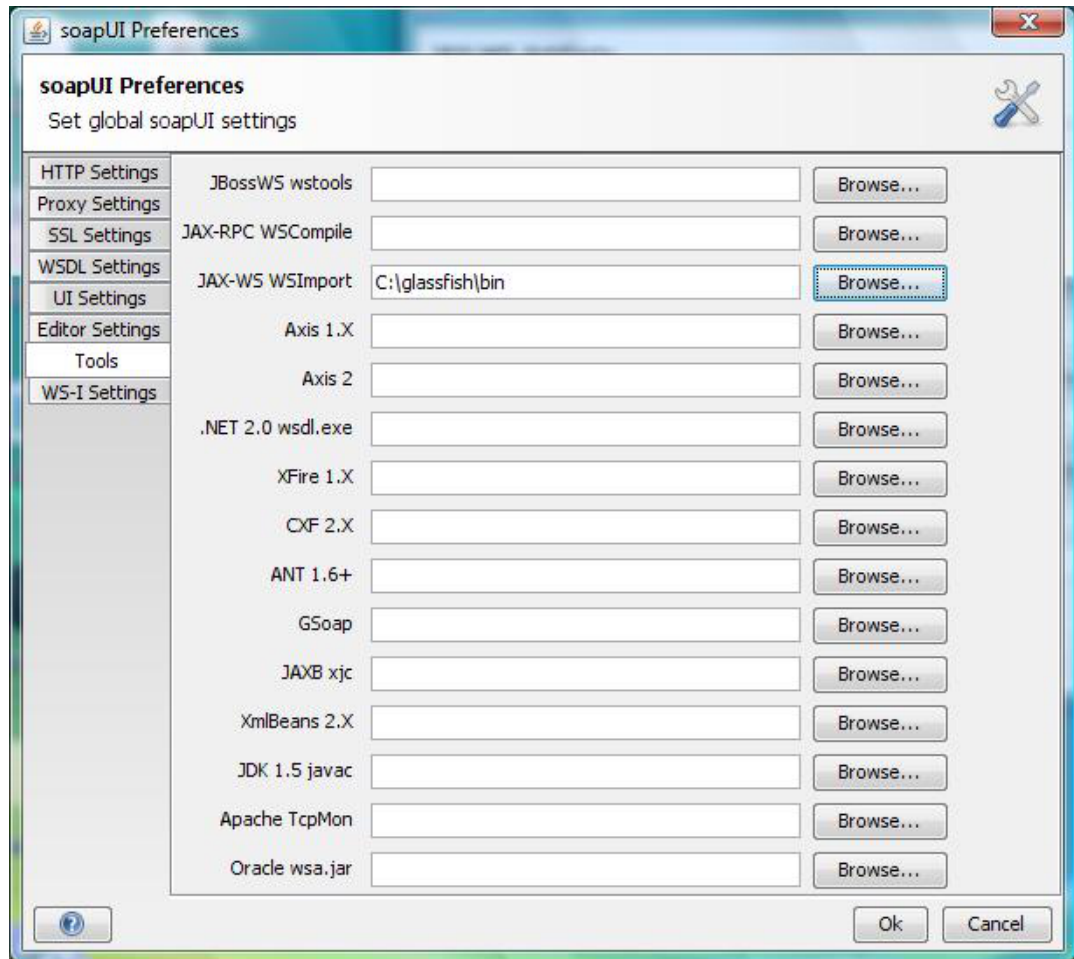 soapUI Preferences
soapUI Preferences
Set global soapUI settings
HTTP Settings
Proxy Settings
SSL Settings
WSDL Settings
UI Settings
Editor Settings
Tools
WS-I Settings
JBossWS wstools Browse...
JAX-RPC WSCompile Browse...
JAX-WS WSImport C:\glassfish\bin Browse...
Axis 1.X Browse...
Axis 2 Browse...
.NET 2.0 wsdl.exe Browse...
XFire 1.X Browse...
CXF 2.X Browse...
ANT 1.6+ Browse...
GSoap Browse...
JAXB xjc Browse...
XmlBeans 2.X Browse...
JDK 1.5 javac Browse...
Apache TcpMon Browse...
Oracle wsa.jar Browse...
Ok Cancel